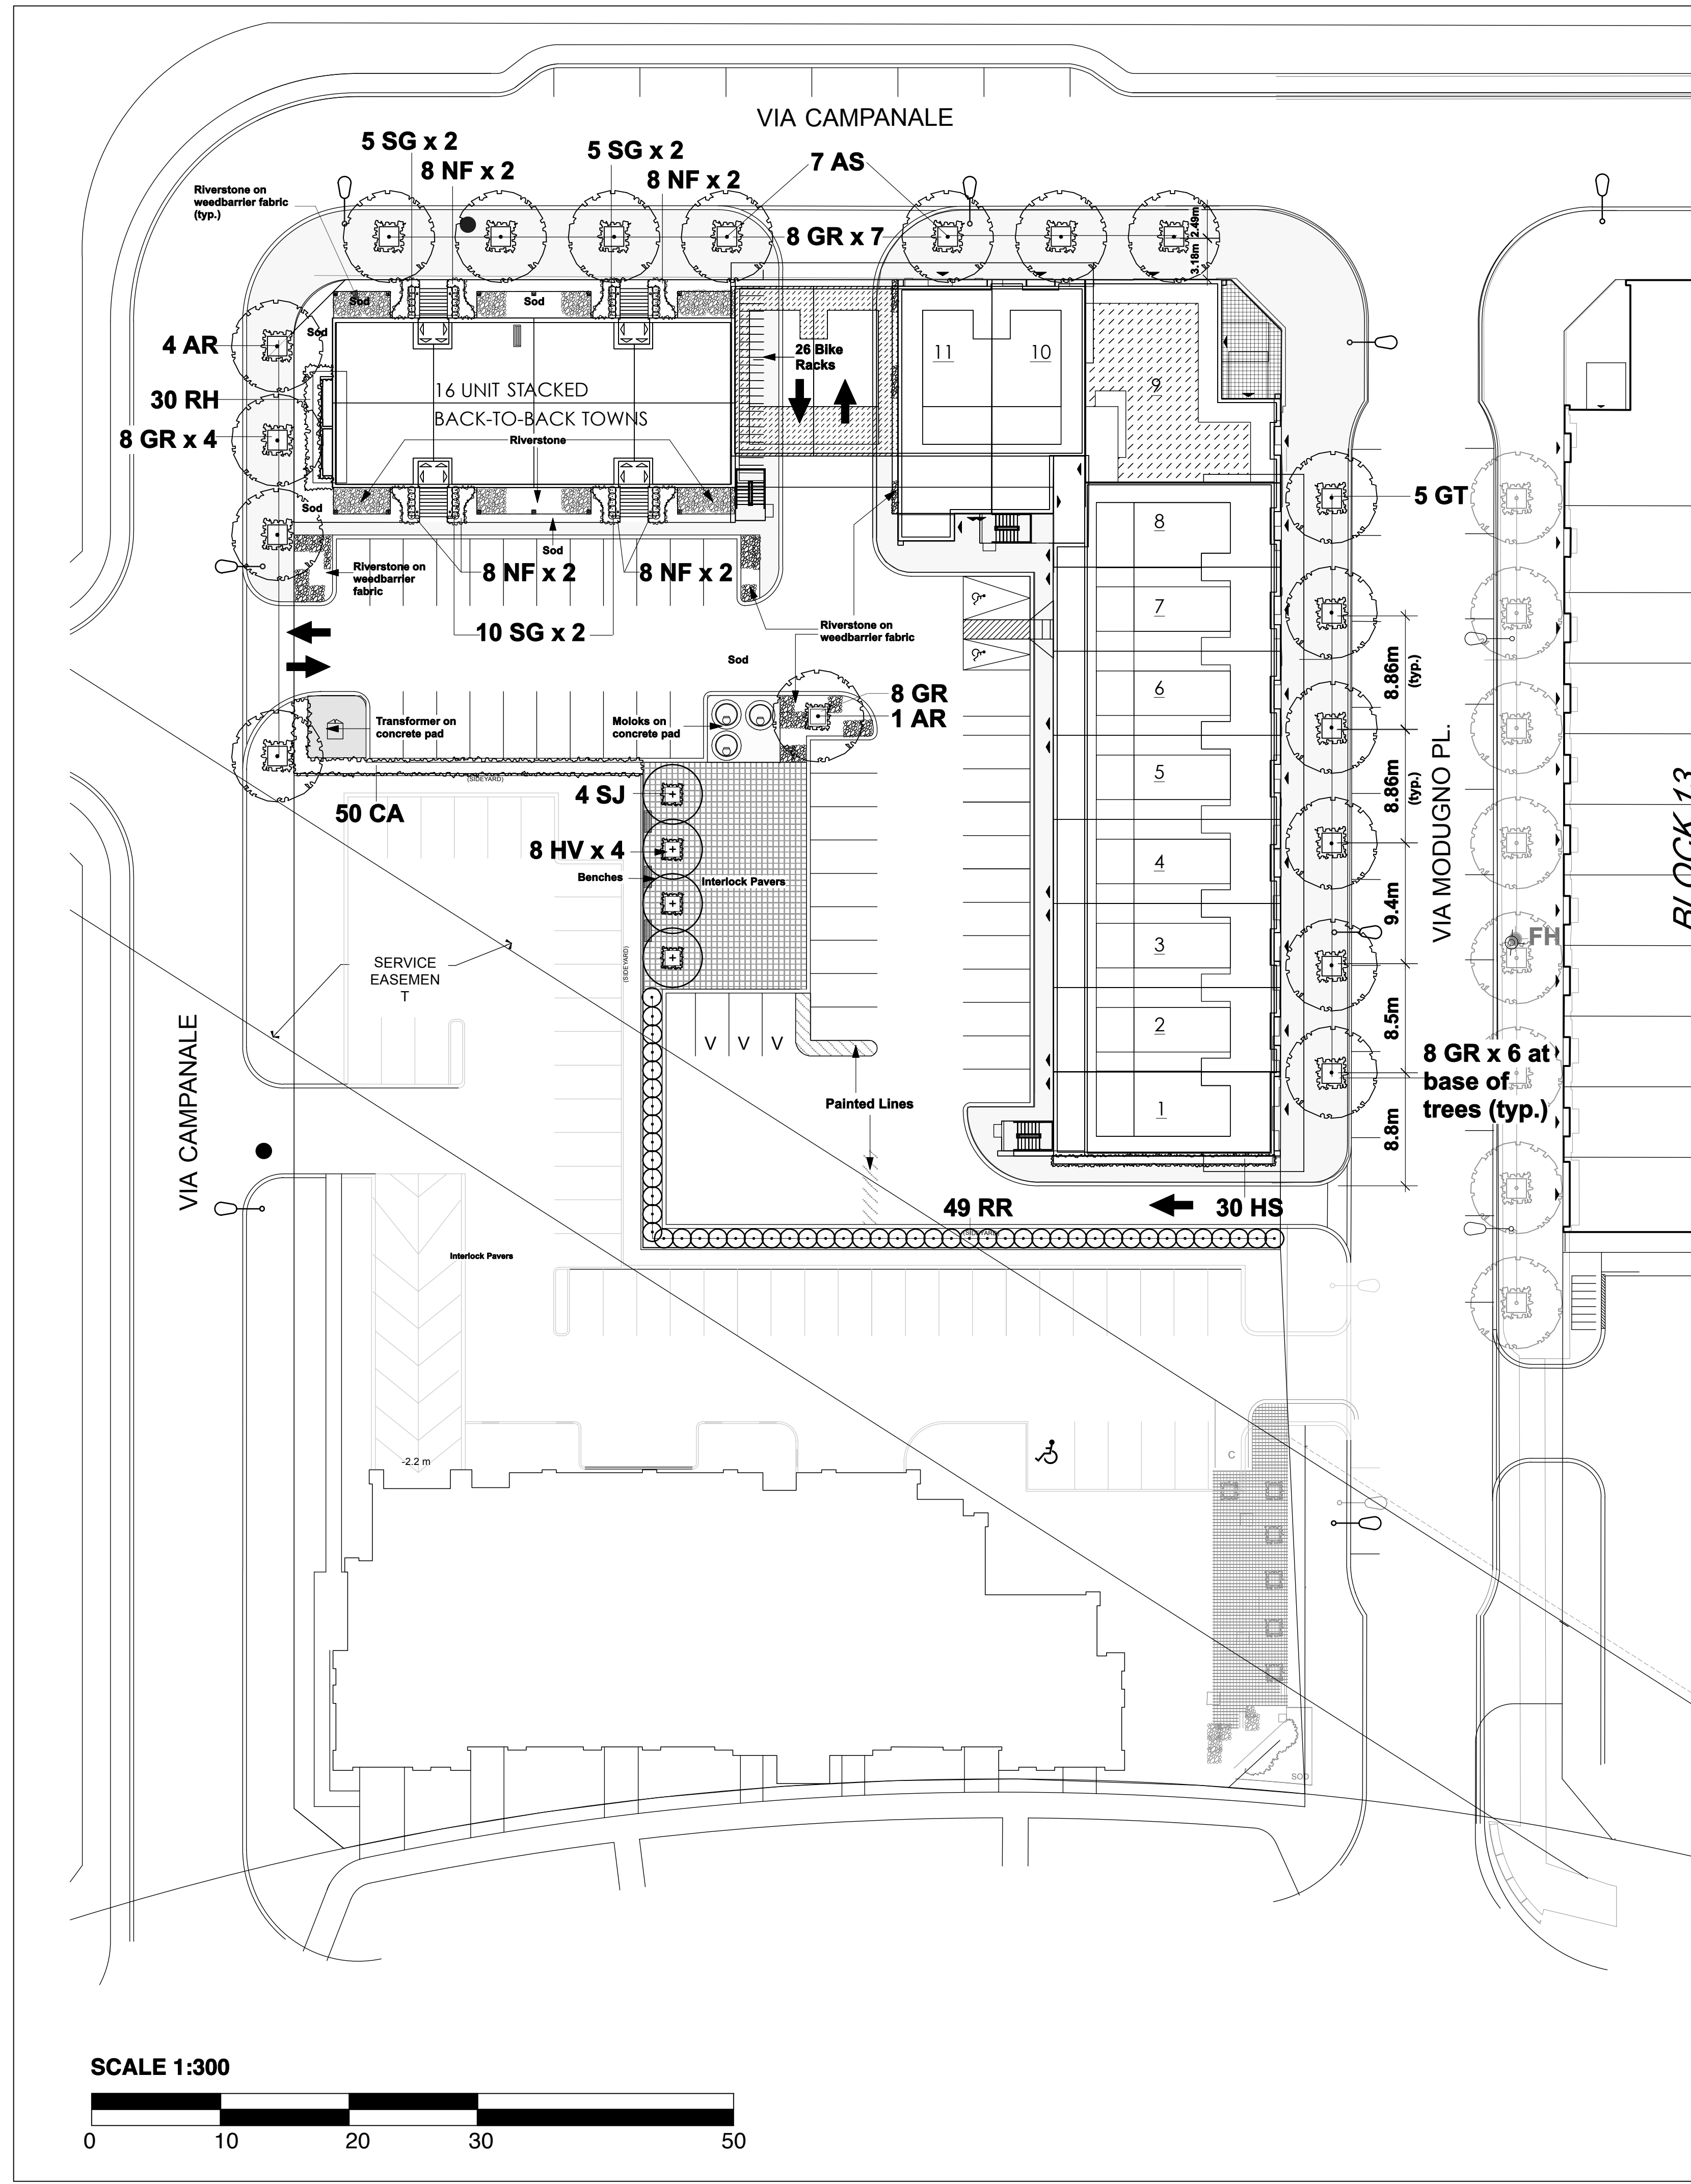 VIA CAMPANALE
5 SG x 2
8 NF x 2
5 SG x 2
8 NF x 2
7 AS
Riverstone on
weedbarrier fabric
(typ.)
8 GR x 7
2.49m
3.18m
Sod
Sod
Sod
4 AR
30 RH
8 GR x 4
16 UNIT STACKED
BACK-TO-BACK TOWNS
Riverstone
26 Bike
Racks
11
10
9
Sod
Sod
8 NF x 2
8 NF x 2
Riverstone on
weedbarrier
fabric
10 SG x 2
Riverstone on
weedbarrier fabric
Sod
5 GT
8
7
6
5
4
3
2
1
8.86m
(typ.)
8.86m
(typ.)
9.4m
8.5m
8.8m
VIA MODUGNO PL.
BLOCK 13
FH
8 GR
1 AR
Transformer on
concrete pad
Moloks on
concrete pad
(SIDEYARD)
50 CA
4 SJ
8 HV x 4
Benches
Interlock Pavers
(SIDEYARD)
SERVICE
EASEMEN
T
VIA CAMPANALE
V V V
Painted Lines
8 GR x 6 at
base of
trees (typ.)
49 RR
30 HS
(SIDEYARD)
Interlock Pavers
-2.2 m
C
SOD
SCALE 1:300
0 10 20 30 50